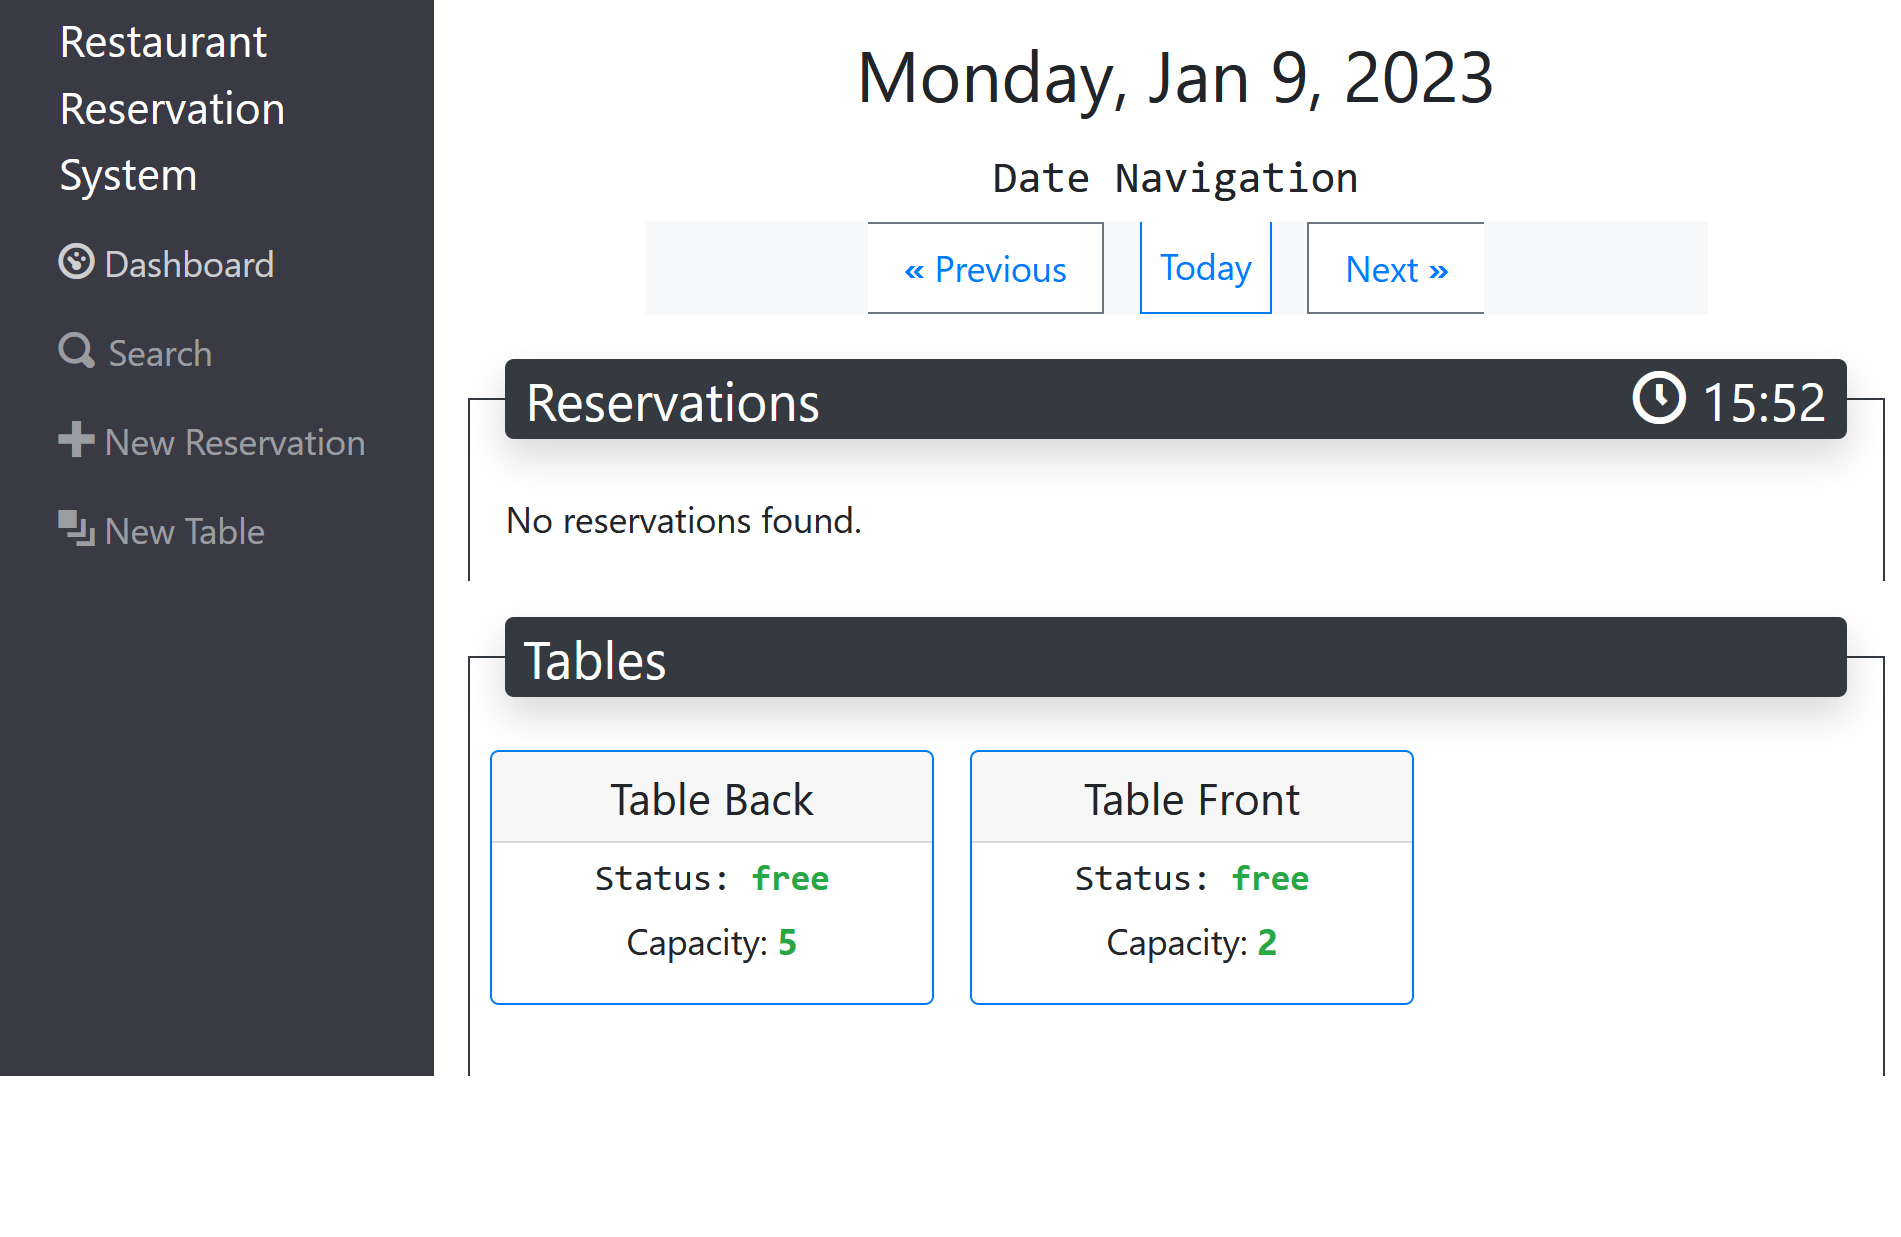 Restaurant
Reservation
System
Dashboard
Search
New Reservation
New Table
Monday, Jan 9, 2023
Date Navigation
« Previous
Today
Next »
Reservations
15:52
No reservations found.
Tables
Table Back
Status: free
Capacity: 5
Table Front
Status: free
Capacity: 2